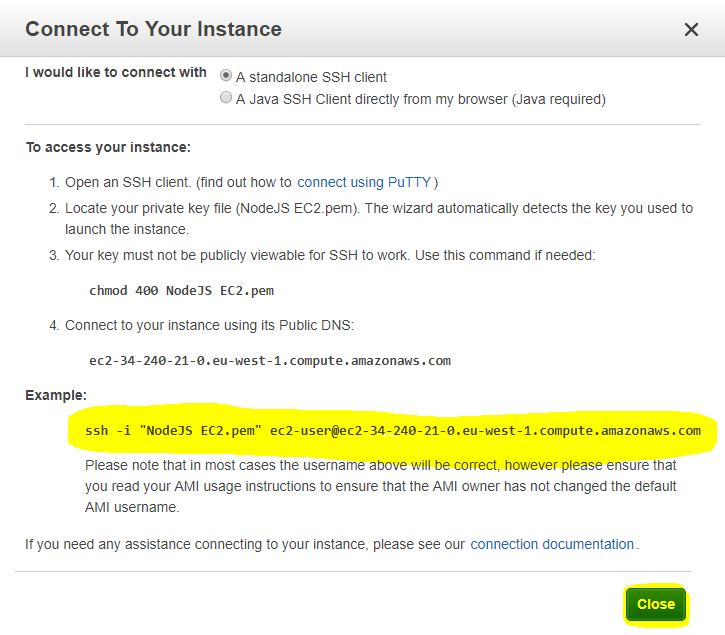 Connect To Your Instance
I would like to connect with
A standalone SSH client
A Java SSH Client directly from my browser (Java required)
To access your instance:
1. Open an SSH client. (find out how to connect using PuTTY)
2. Locate your private key file (NodeJS EC2.pem). The wizard automatically detects the key you used to
launch the instance.
3. Your key must not be publicly viewable for SSH to work. Use this command if needed:
chmod 400 NodeJS EC2.pem
4. Connect to your instance using its Public DNS:
ec2-34-240-21-0.eu-west-1.compute.amazonaws.com
Example:
ssh -i "NodeJS EC2.pem" ec2-user@ec2-34-240-21-0.eu-west-1.compute.amazonaws.com
Please note that in most cases the username above will be correct, however please ensure that
you read your AMI usage instructions to ensure that the AMI owner has not changed the default
AMI username.
If you need any assistance connecting to your instance, please see our connection documentation.
Close